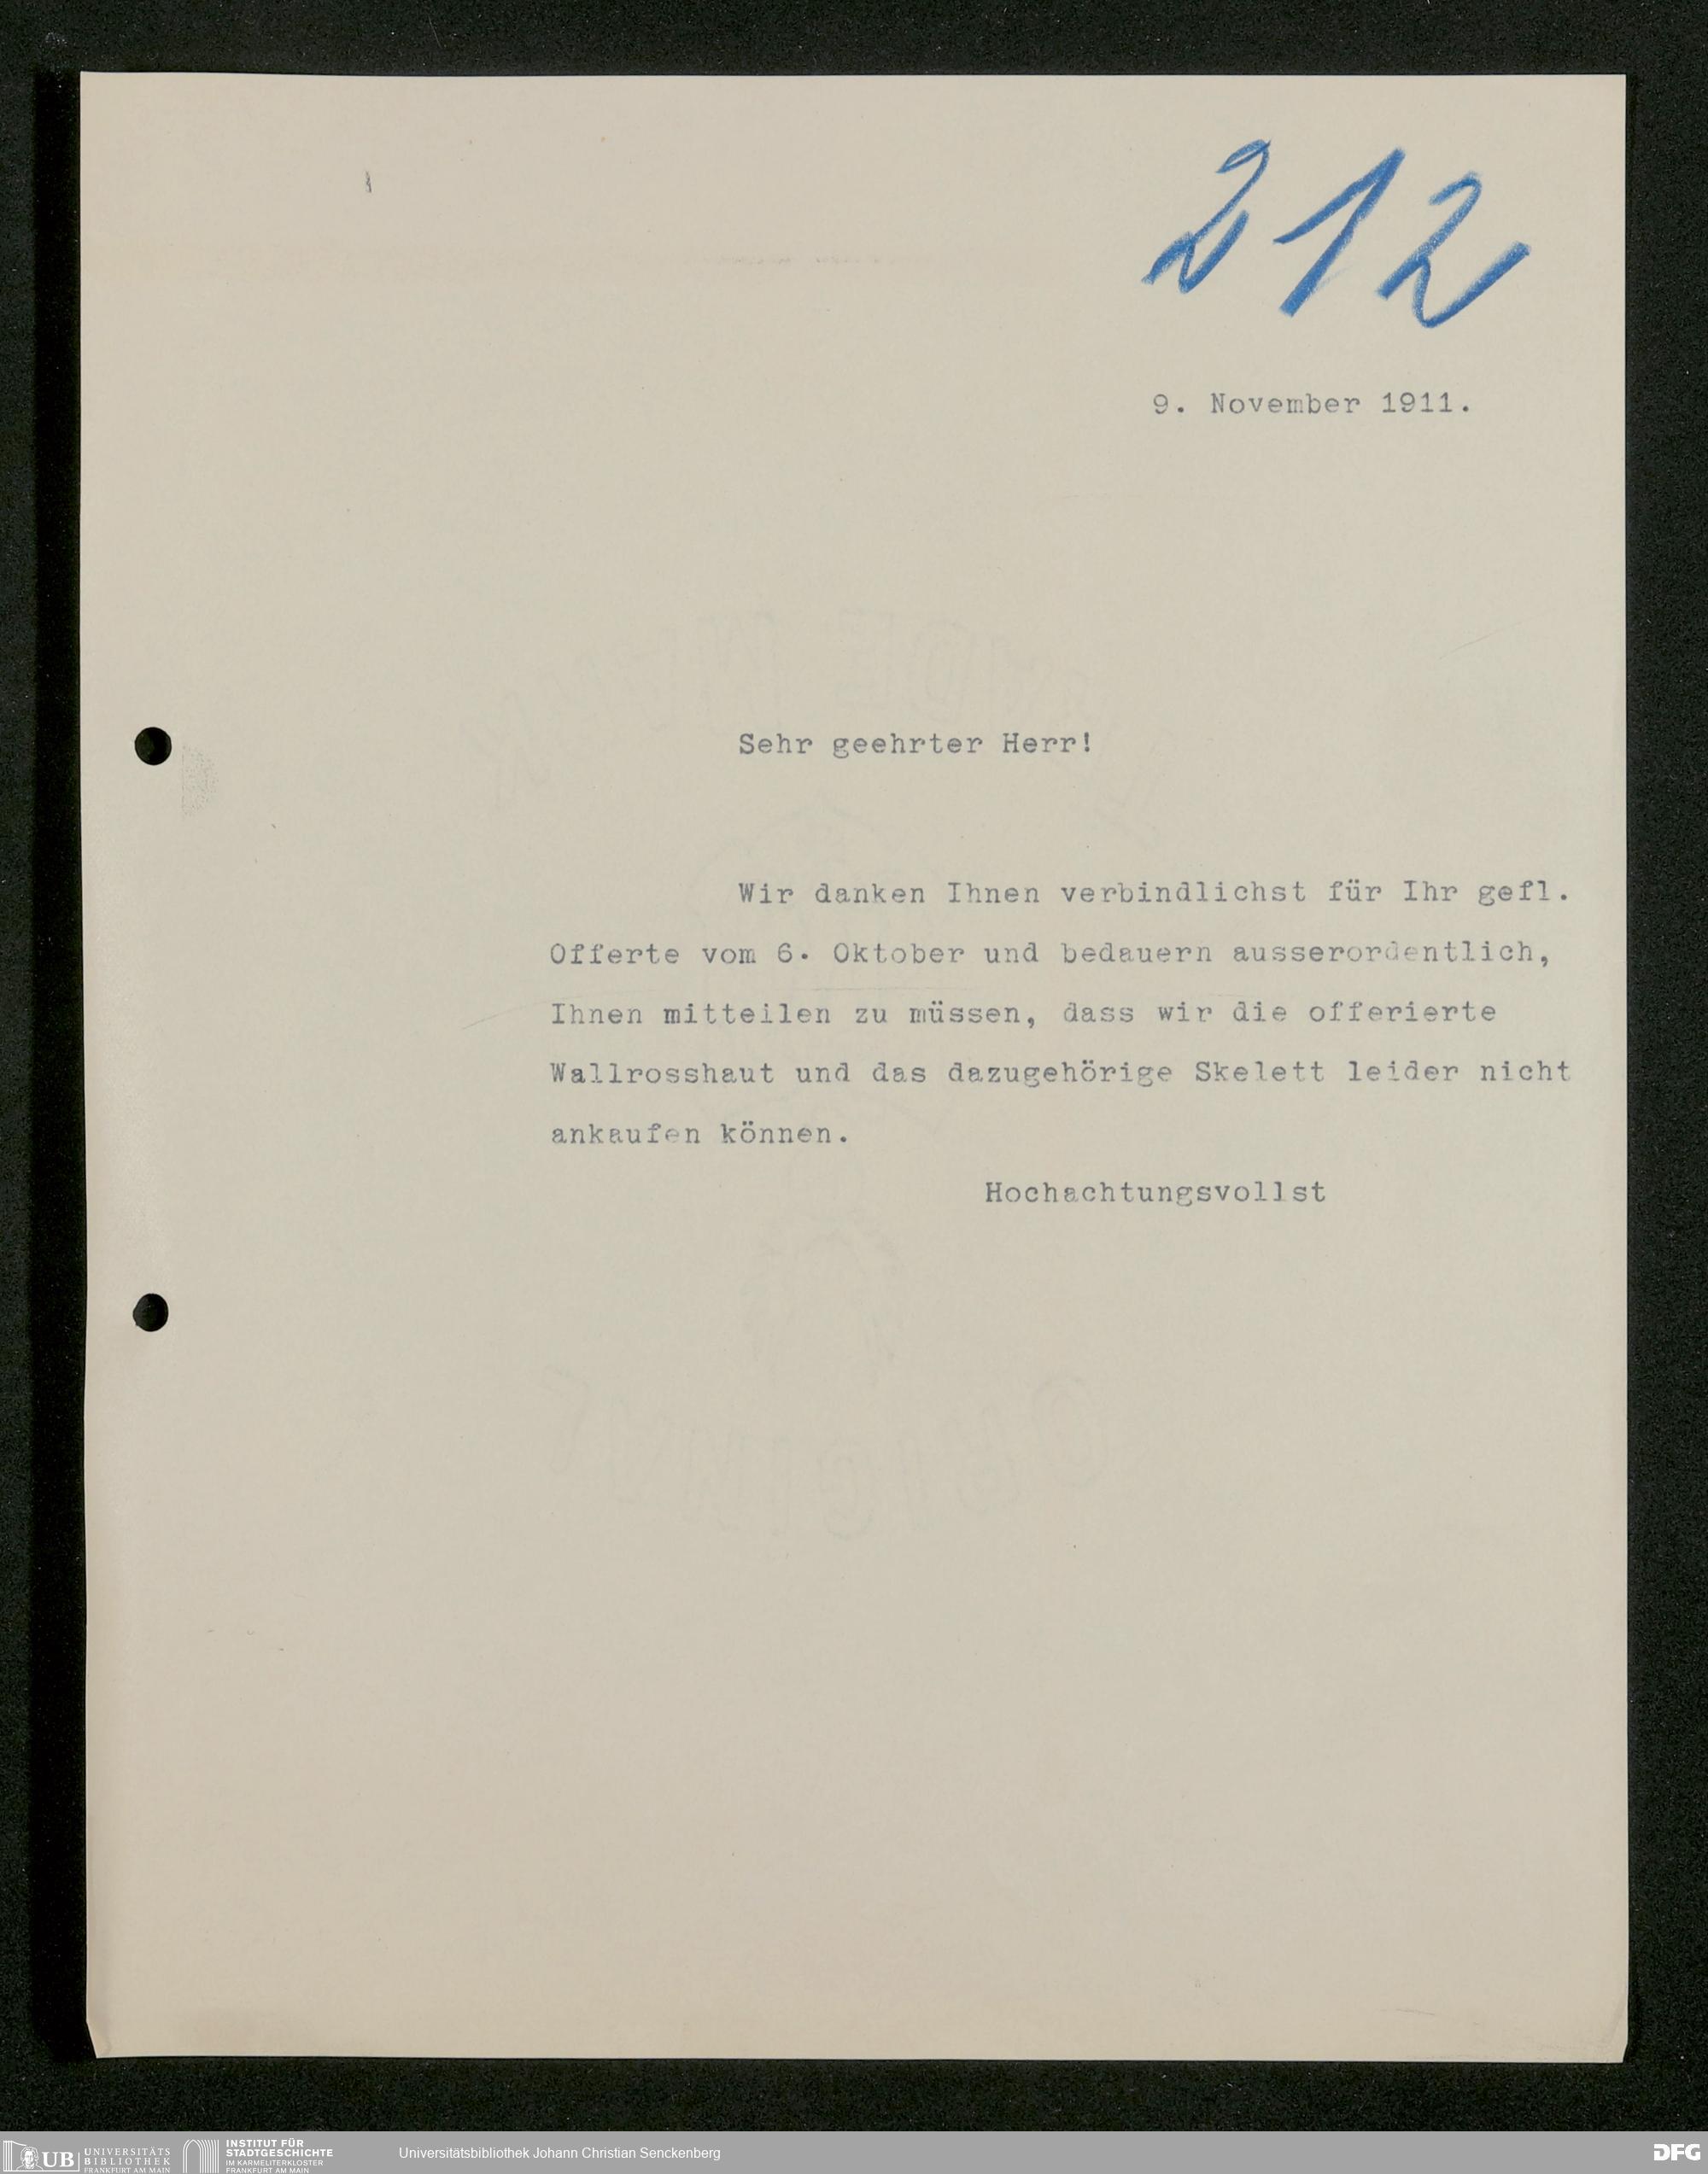 212
9. November 1911.
Sehr geehrter Herr!
Wir danken Ihnen verbindlichst für Ihr gefl.
Offerte vom 6. Oktober und bedauern ausserordentlich,
Ihnen mitteilen zu müssen, dass wir die offerierte
Wallrosshaut und das dazugehörige Skelett leider nicht
ankaufen können.
Hochachtungsvollst
UB
UNIVERSITÄTS
BIBLIOTHEK
FRANKFURT AM MAIN
INSTITUT FÜR
STADTGESCHICHTE
IM KARMELITERKLOSTER
FRANKFURT AM MAIN
Universitätsbibliothek Johann Christian Senckenberg
DFG